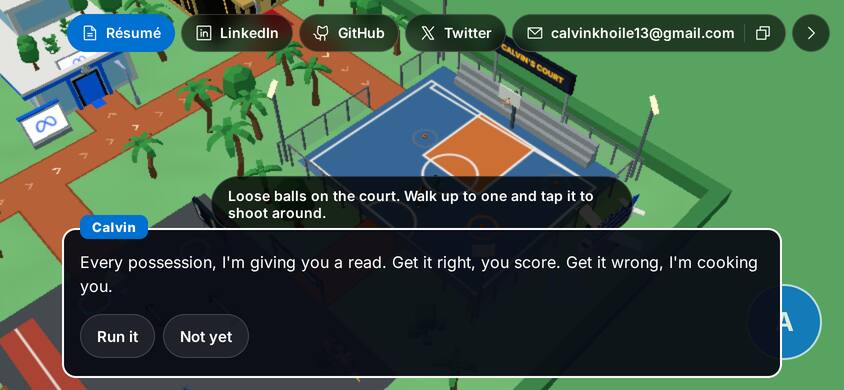 Résumé
LinkedIn
GitHub
Twitter
calvinkhoile13@gmail.com
CALVIN'S COURT
Loose balls on the court. Walk up to one and tap it to
shoot around.
Calvin
Every possession, I'm giving you a read. Get it right, you score. Get it wrong, I'm cooking
you.
A
Run it
Not yet